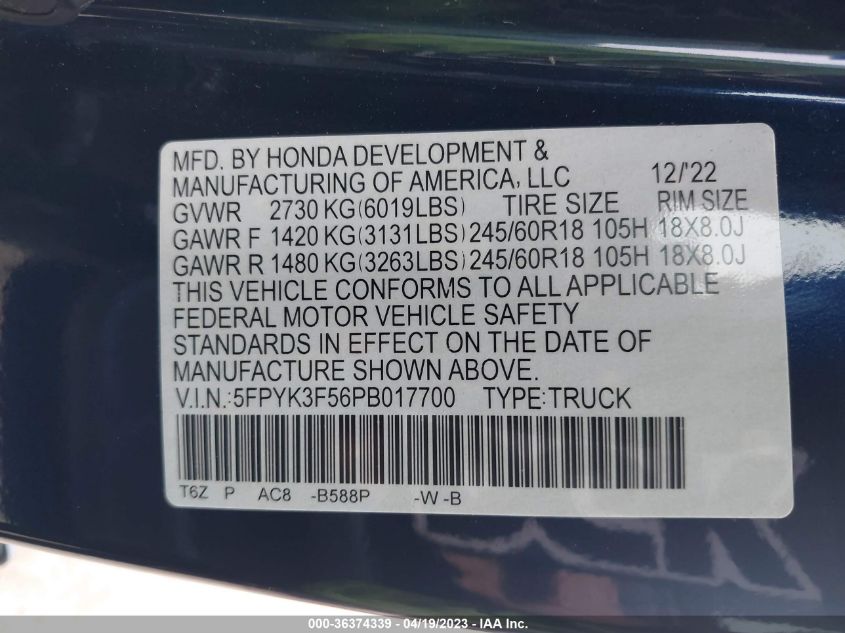 MFD. BY HONDA DEVELOPMENT &
MANUFACTURING OF AMERICA, LLC 12/'22
GVWR 2730 KG(6019LBS) TIRE SIZE RIM SIZE
GAWR F 1420 KG(3131LBS) 245/60R18 105H 18X8.0J
GAWR R 1480 KG(3263LBS) 245/60R18 105H 18X8.0J
THIS VEHICLE CONFORMS TO ALL APPLICABLE
FEDERAL MOTOR VEHICLE SAFETY
STANDARDS IN EFFECT ON THE DATE OF
MANUFACTURE SHOWN ABOVE.
V.I.N.:5FPYK3F56PB017700 TYPE:TRUCK
T6Z P AC8 -B588P -W -B
000-36374339 - 04/19/2023 - IAA Inc.